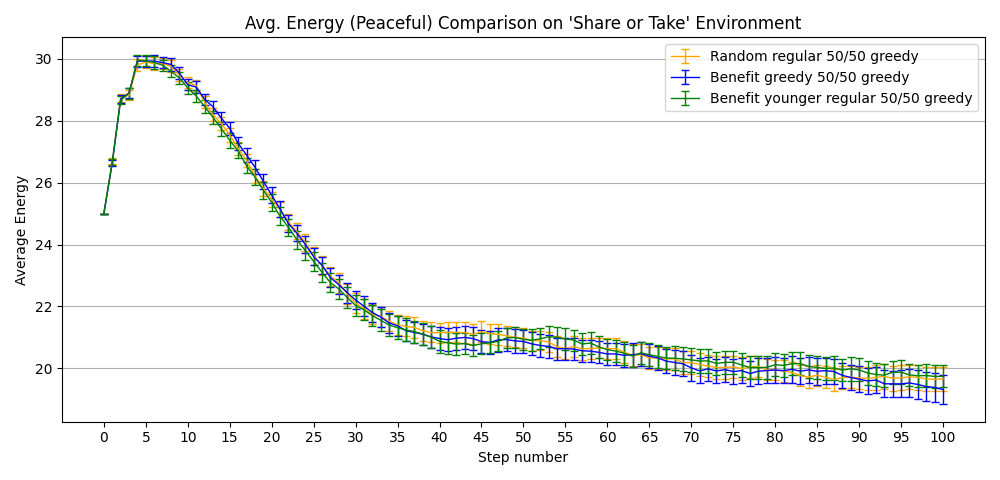 Avg. Energy (Peaceful) Comparison on 'Share or Take' Environment
Random regular 50/50 greedy
Benefit greedy 50/50 greedy
Benefit younger regular 50/50 greedy
Average Energy
30
28
26
24
22
20
0 5 10 15 20 25 30 35 40 45 50 55 60 65 70 75 80 85 90 95 100
Step number